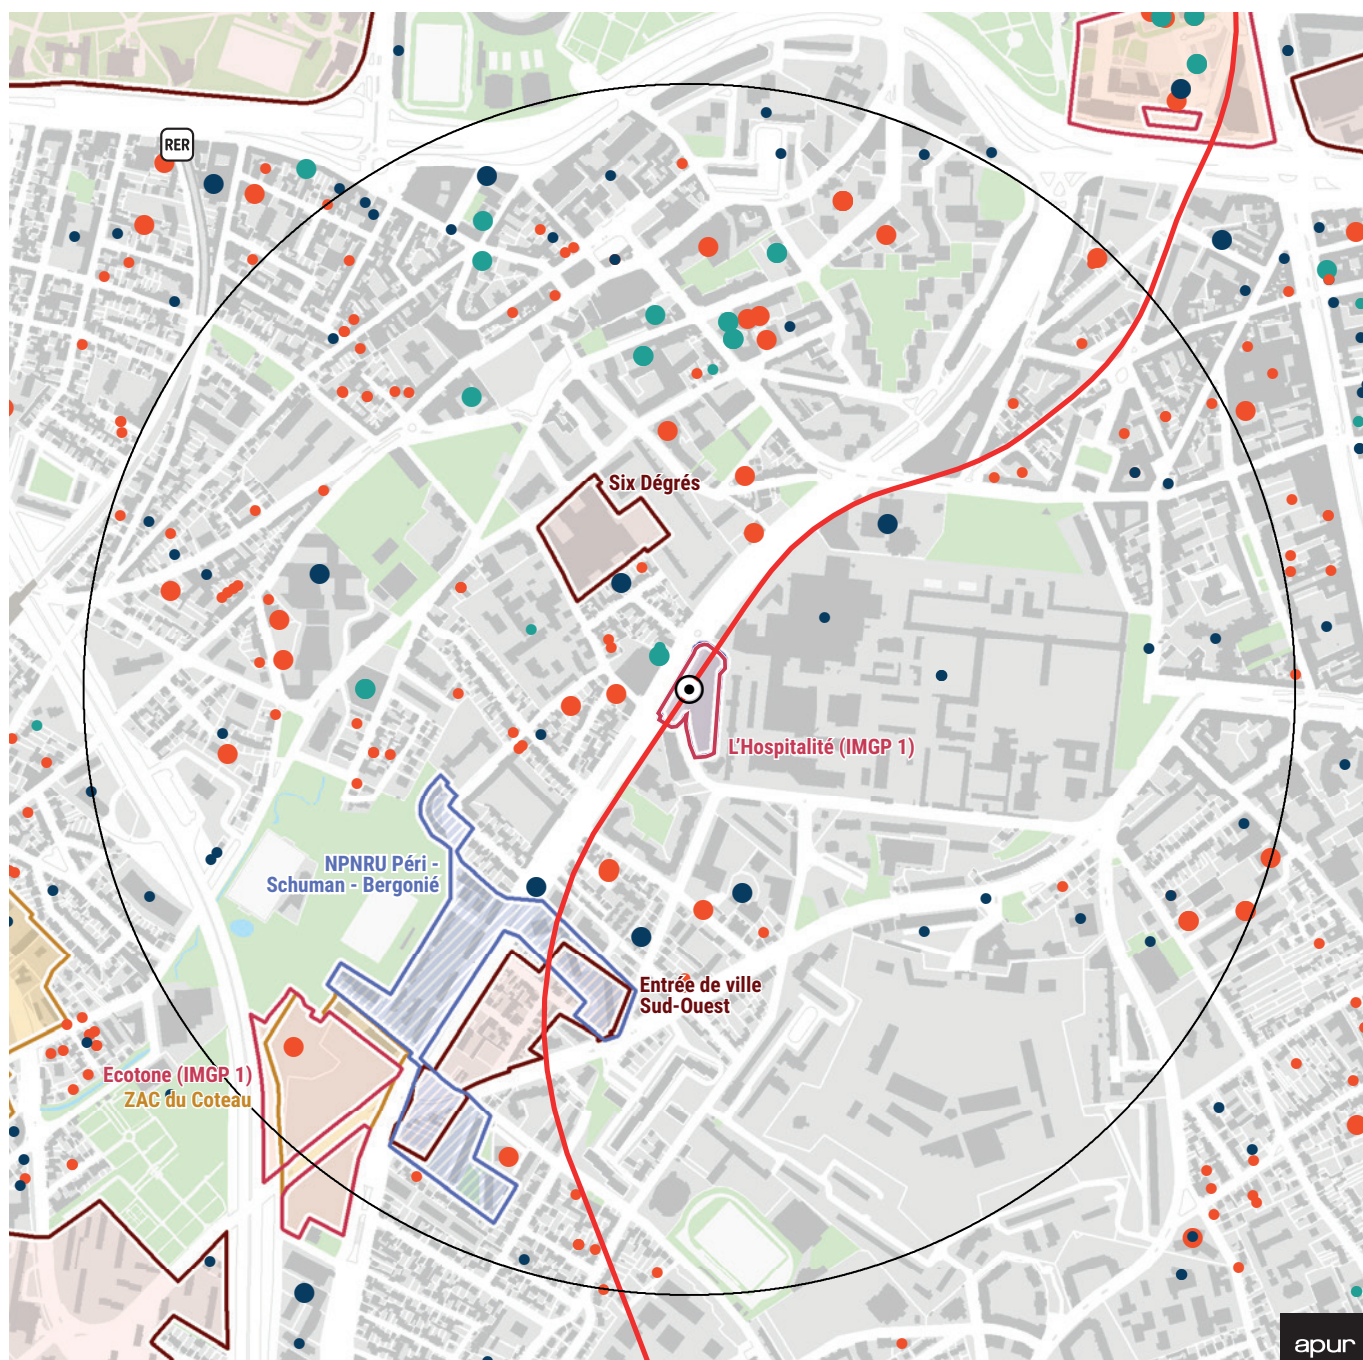 RER
Six Dégrés
L'Hospitalité (IMGP 1)
NPNRU Péri -
Schuman - Bergonié
Entrée de ville
Sud-Ouest
Ecotone (IMGP 1)
ZAC du Coteau
apur